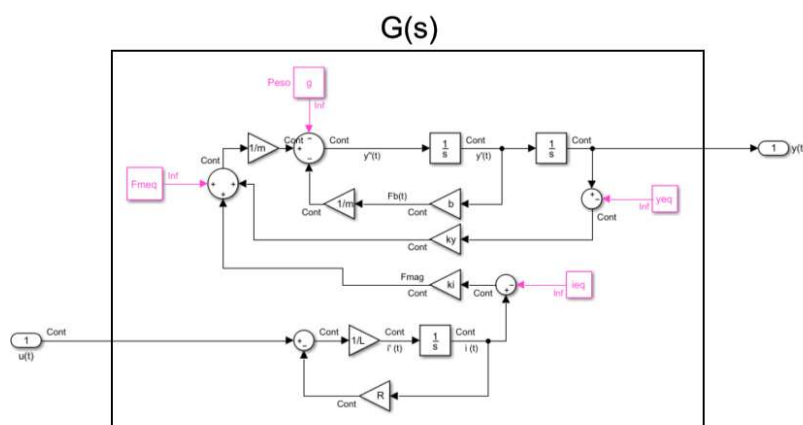 G(s)
Peso
g
Inf
Cont
1/m
Cont
Cont
y''(t)
1
s
Cont
y'(t)
1
s
Cont
1
y(t
Cont
Fmeq
Inf
Fb(t)
Cont
1/m
Cont
b
yeq
Inf
Cont
ky
Cont
Fmag
Cont
ki
Cont
ieq
Inf
1
u(t)
Cont
Cont
1/L
Cont
i' (t)
1
s
Cont
i (t)
Cont
R